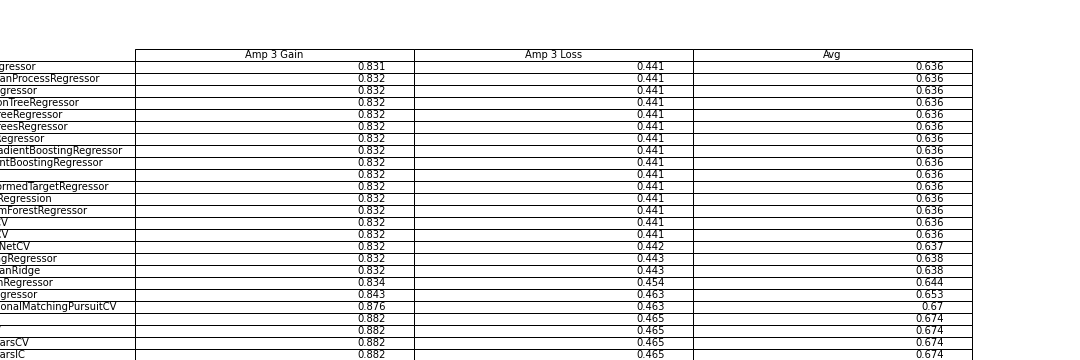 Amp 3 Gain Amp 3 Loss Avg
gressor 0.831 0.441 0.636
anProcessRegressor 0.832 0.441 0.636
gressor 0.832 0.441 0.636
onTreeRegressor 0.832 0.441 0.636
reeRegressor 0.832 0.441 0.636
reesRegressor 0.832 0.441 0.636
Regressor 0.832 0.441 0.636
adientBoostingRegressor 0.832 0.441 0.636
ntBoostingRegressor 0.832 0.441 0.636
0.832 0.441 0.636
ormedTargetRegressor 0.832 0.441 0.636
Regression 0.832 0.441 0.636
mForestRegressor 0.832 0.441 0.636
CV 0.832 0.441 0.636
CV 0.832 0.441 0.636
NetCV 0.832 0.442 0.637
ngRegressor 0.832 0.443 0.638
anRidge 0.832 0.443 0.638
nRegressor 0.834 0.454 0.644
gressor 0.843 0.463 0.653
onalMatchingPursuitCV 0.876 0.463 0.67
0.882 0.465 0.674
0.882 0.465 0.674
arsCV 0.882 0.465 0.674
arsIC 0.882 0.465 0.674